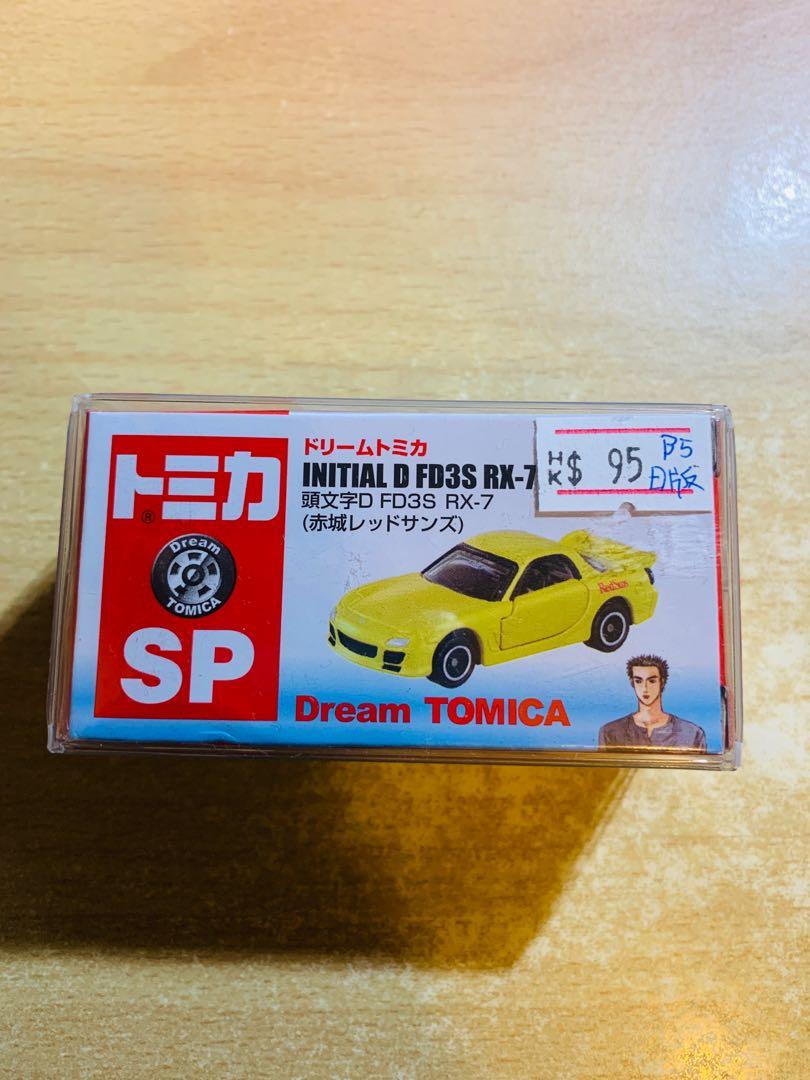 トミカ
®
Dream
TOMICA
SP
ドリームトミカ
INITIAL D FD3S RX-7
頭文字D FD3S RX-7
(赤城レッドサンズ)
HK$ 95
B5
日版
RedSuns
Dream TOMICA